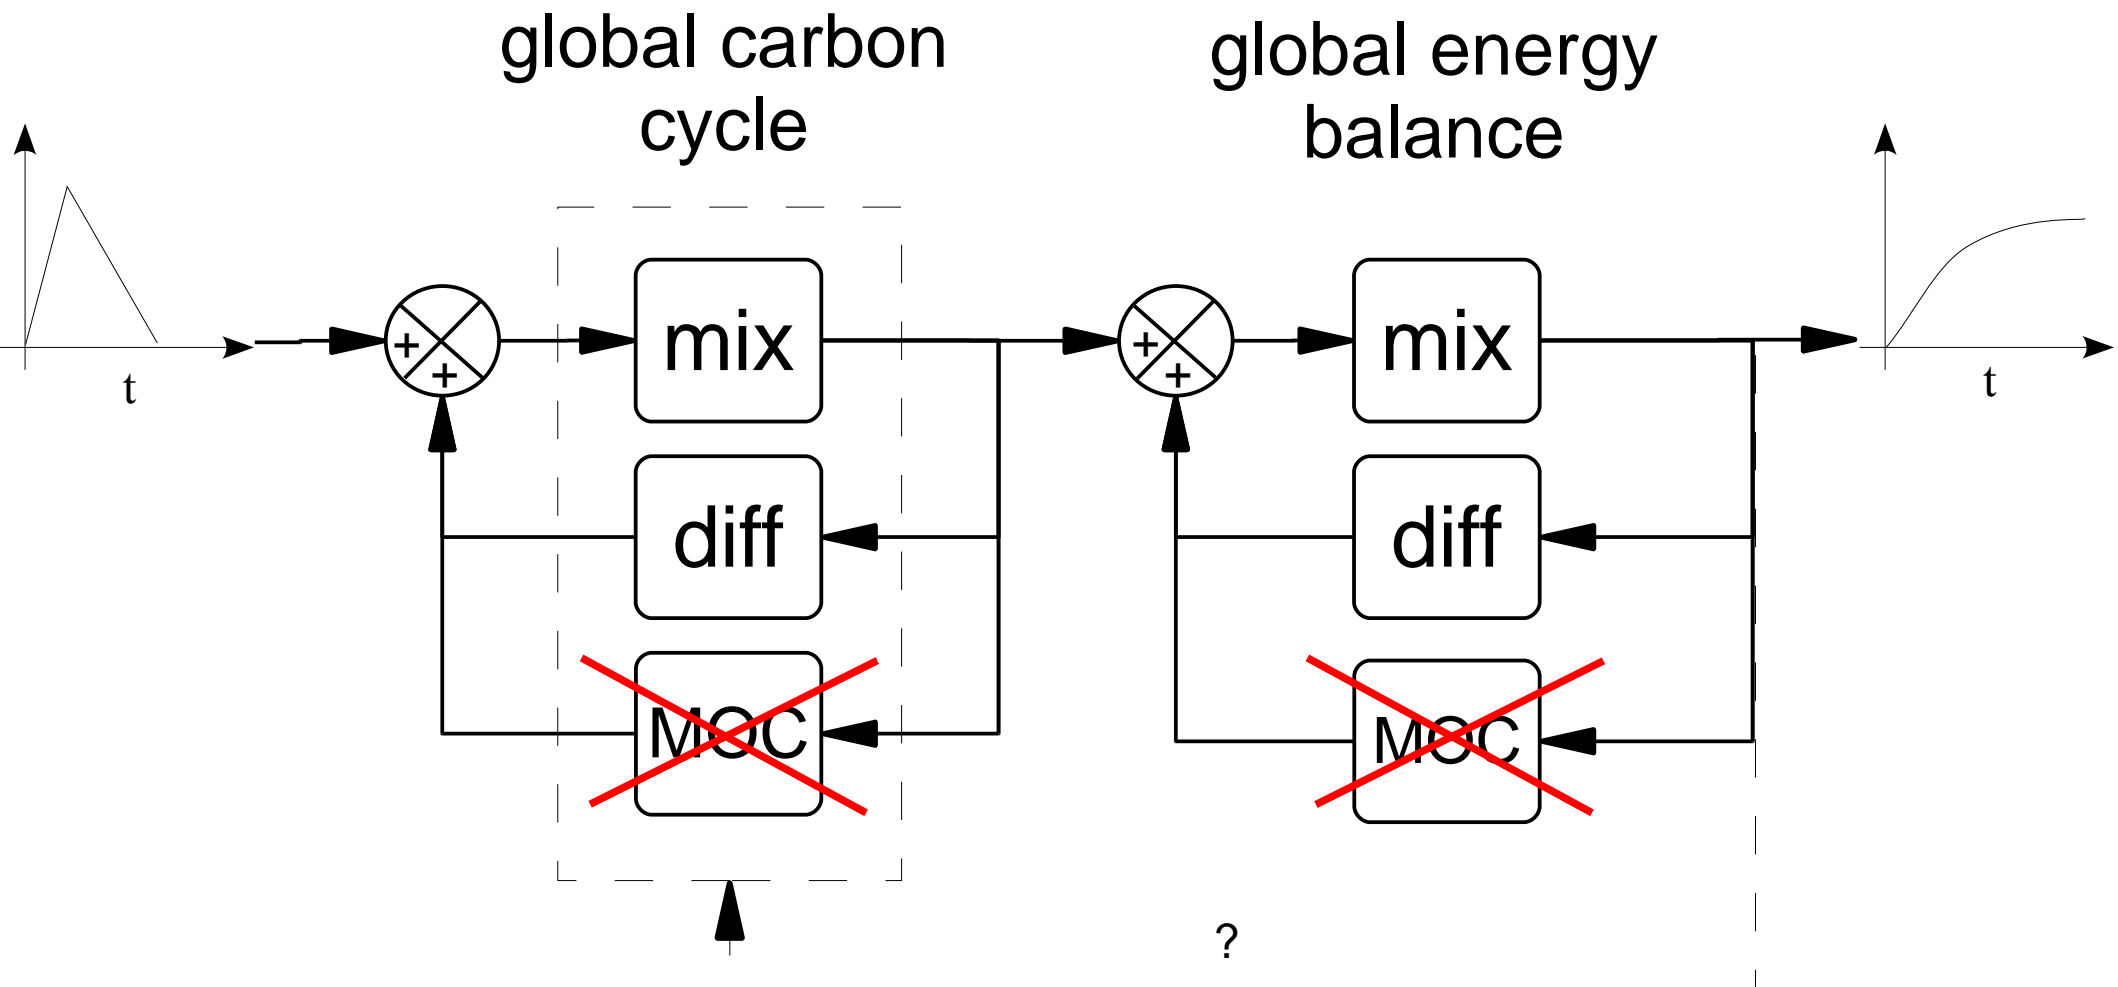 global carbon
cycle
global energy
balance
t
+
+
mix
+
+
mix
t
diff
diff
MOC
MOC
?